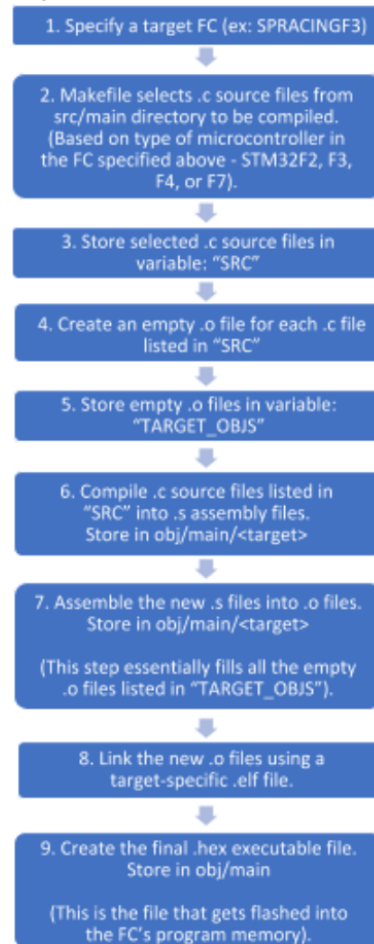 1. Specify a target FC (ex: SPRACINGF3)
2. Makefile selects .c source files from
src/main directory to be compiled.
(Based on type of microcontroller in
the FC specified above - STM32F2, F3,
F4, or F7).
3. Store selected .c source files in
variable: “SRC”
4. Create an empty .o file for each .c file
listed in “SRC”
5. Store empty .o files in variable:
“TARGET_OBJS”
6. Compile .c source files listed in
“SRC” into .s assembly files.
Store in obj/main/<target>
7. Assemble the new .s files into .o files.
Store in obj/main/<target>
(This step essentially fills all the empty
.o files listed in “TARGET_OBJS”).
8. Link the new .o files using a
target-specific .elf file.
9. Create the final .hex executable file.
Store in obj/main
(This is the file that gets flashed into
the FC’s program memory).